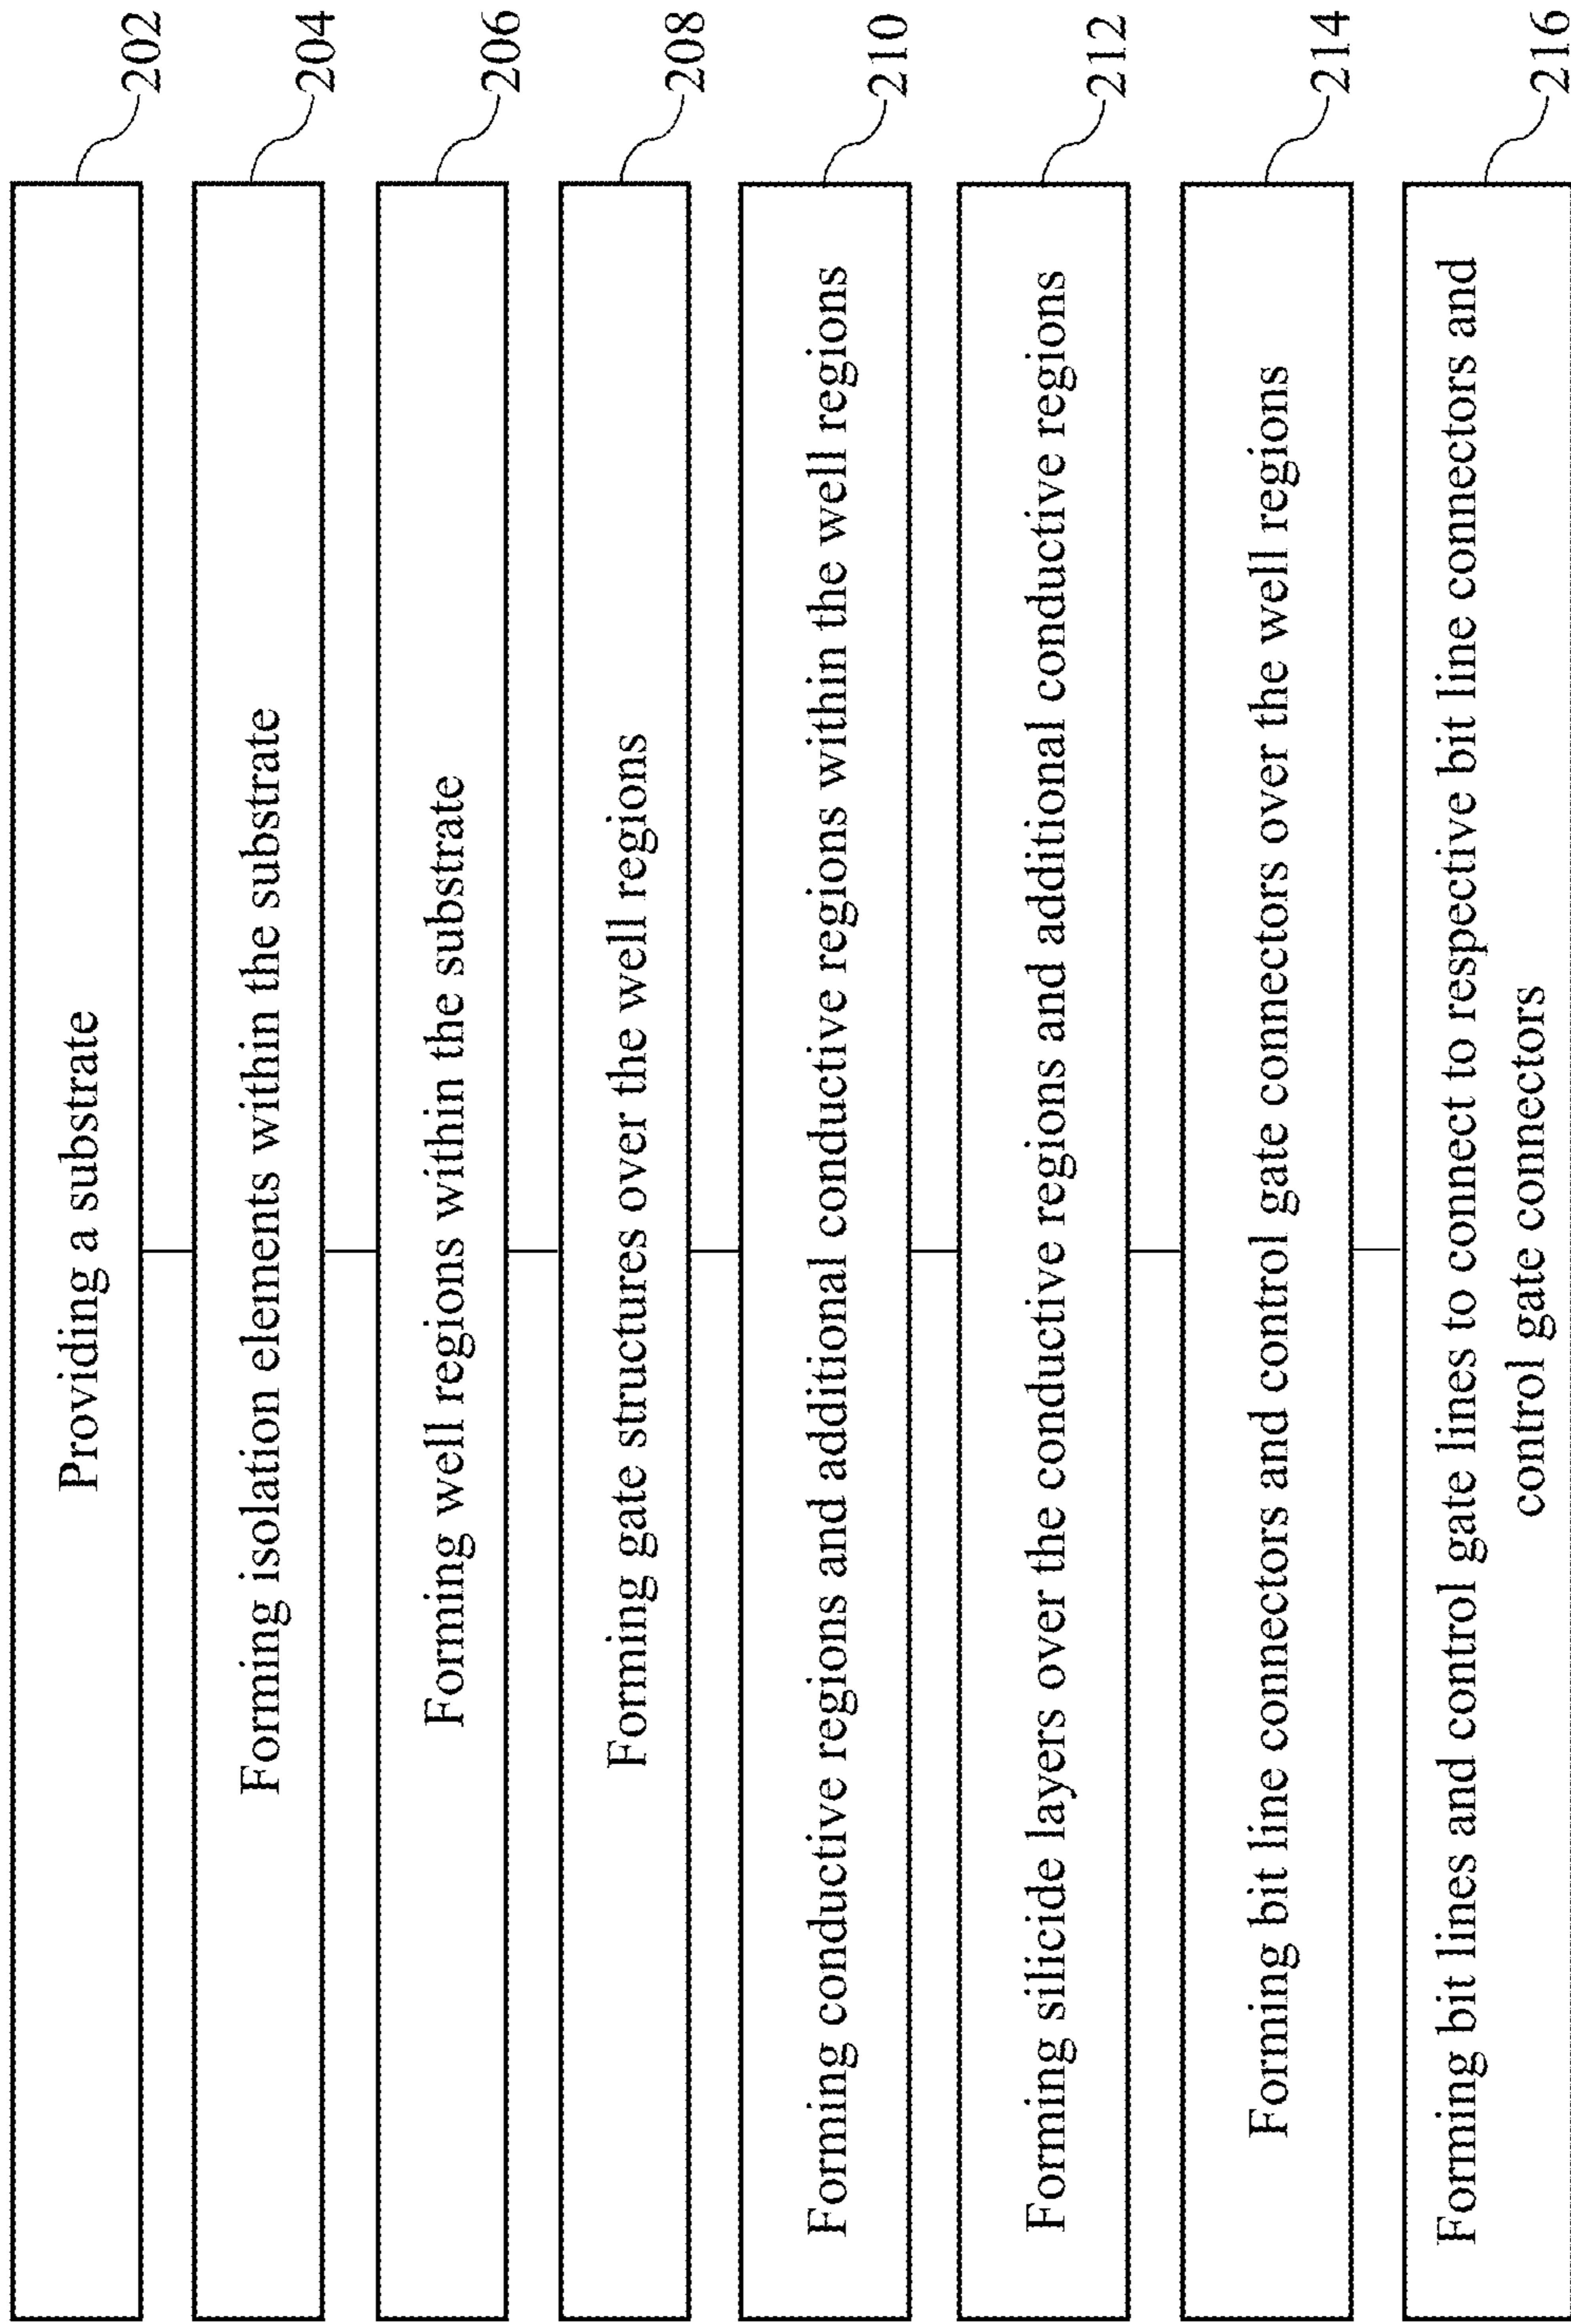 Providing a substrate
202
Forming isolation elements within the substrate
204
Forming well regions within the substrate
206
Forming gate structures over the well regions
208
Forming conductive regions and additional conductive regions within the well regions
210
Forming silicide layers over the conductive regions and additional conductive regions
212
Forming bit line connectors and control gate connectors over the well regions
214
Forming bit lines and control gate lines to connect to respective bit line connectors and
control gate connectors
216